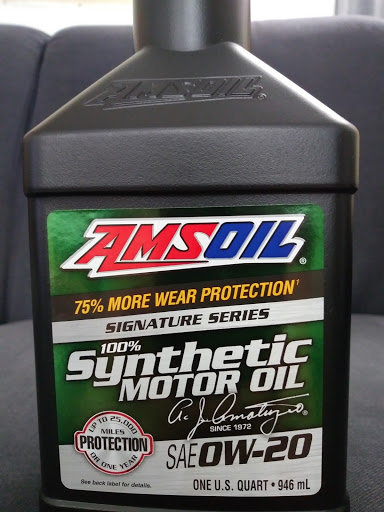 AMSOIL®
AMSOIL®
75% MORE WEAR PROTECTION†
SIGNATURE SERIES
100%
Synthetic
MOTOR OIL
SINCE 1972
UP TO 25,000
MILES
PROTECTION
OR ONE YEAR
See back label for details.
SAE 0W-20
ONE U.S. QUART • 946 mL